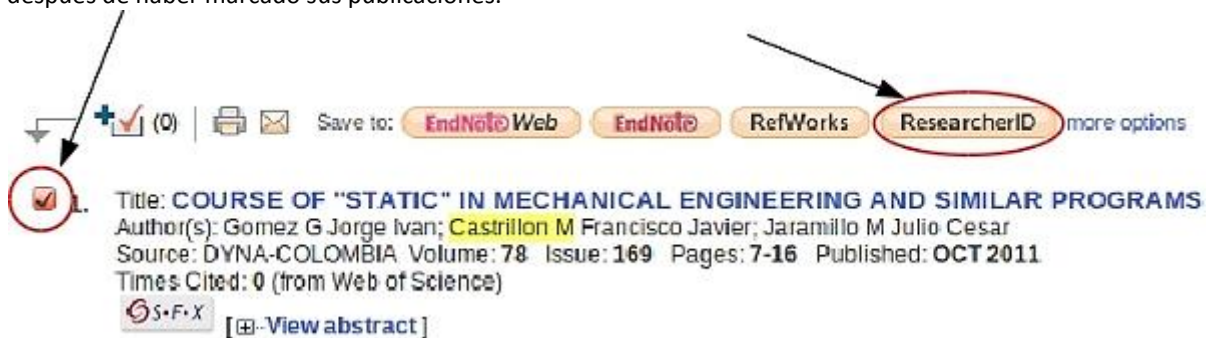 después de haber marcado sus publicaciones.
(0) Save to: EndNote Web EndNote RefWorks ResearcherID more options
1. Title: COURSE OF "STATIC" IN MECHANICAL ENGINEERING AND SIMILAR PROGRAMS
Author(s): Gomez G Jorge Ivan; Castrillon M Francisco Javier; Jaramillo M Julio Cesar
Source: DYNA-COLOMBIA Volume: 78 Issue: 169 Pages: 7-16 Published: OCT 2011
Times Cited: 0 (from Web of Science)
S·F·X [View abstract]